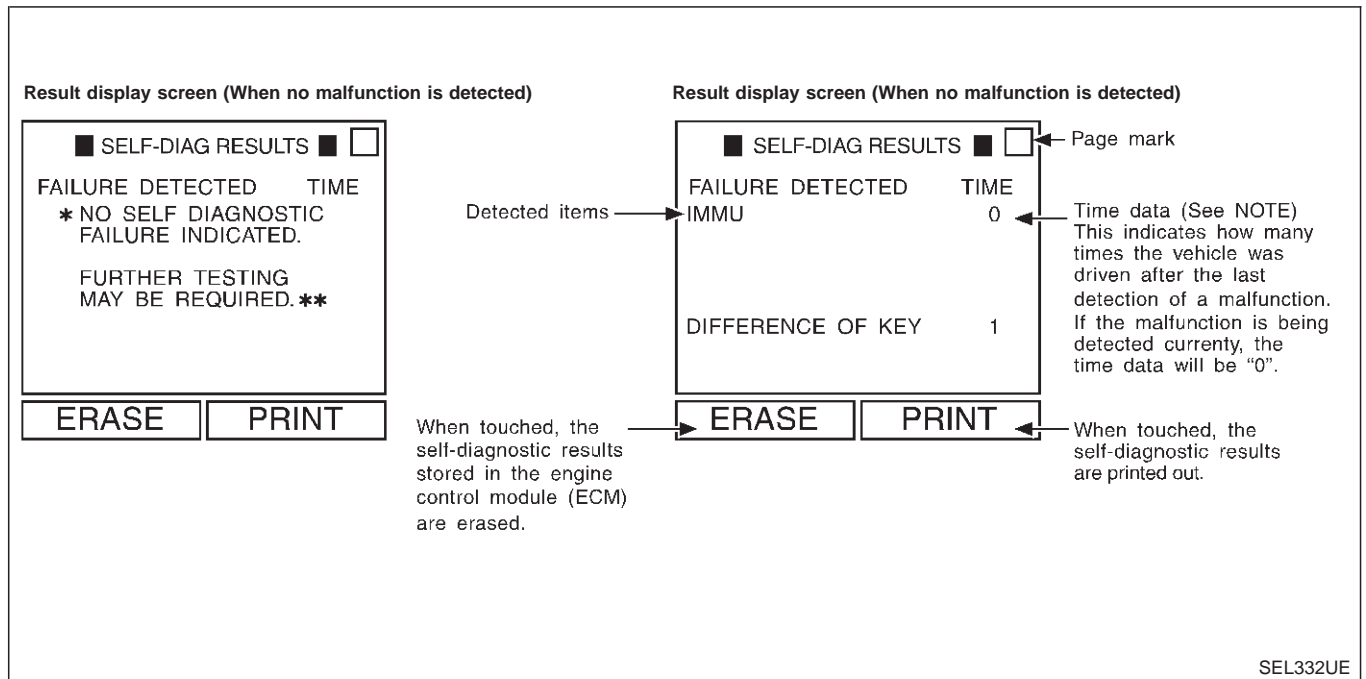 Result display screen (When no malfunction is detected)
SELF-DIAG RESULTS
FAILURE DETECTED TIME
* NO SELF DIAGNOSTIC
FAILURE INDICATED.
FURTHER TESTING
MAY BE REQUIRED. **
ERASE PRINT
Result display screen (When no malfunction is detected)
SELF-DIAG RESULTS
Page mark
FAILURE DETECTED TIME
Detected items
IMMU 0
DIFFERENCE OF KEY 1
Time data (See NOTE)
This indicates how many
times the vehicle was
driven after the last
detection of a malfunction.
If the malfunction is being
detected currenty, the
time data will be “0”.
ERASE PRINT
When touched, the
self-diagnostic results
stored in the engine
control module (ECM)
are erased.
When touched, the
self-diagnostic results
are printed out.
SEL332UE